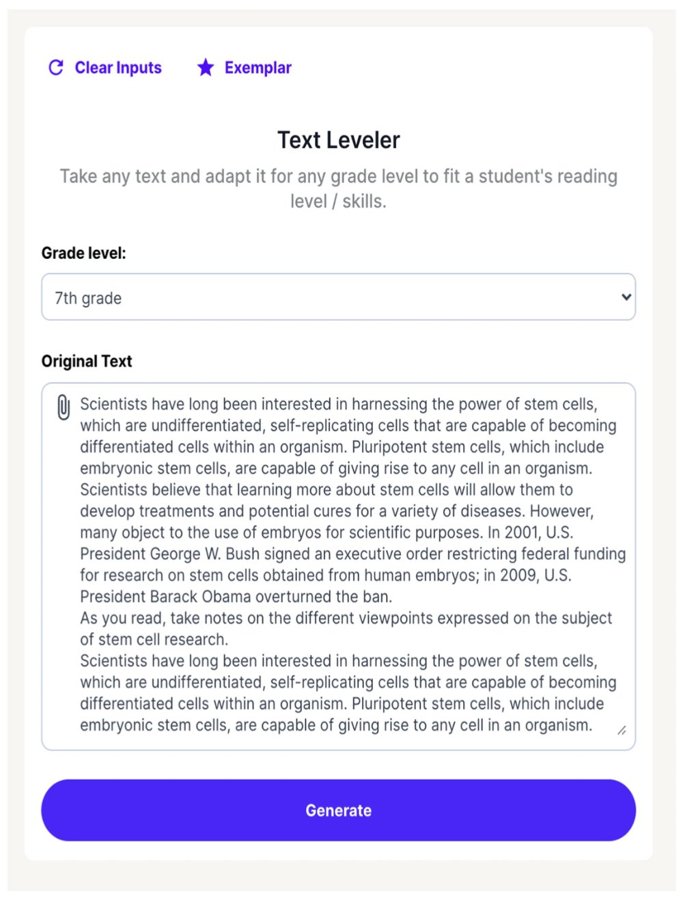 Clear Inputs
Exemplar
Text Leveler
Take any text and adapt it for any grade level to fit a student's reading
level / skills.
Grade level:
7th grade
Original Text
Scientists have long been interested in harnessing the power of stem cells,
which are undifferentiated, self-replicating cells that are capable of becoming
differentiated cells within an organism. Pluripotent stem cells, which include
embryonic stem cells, are capable of giving rise to any cell in an organism.
Scientists believe that learning more about stem cells will allow them to
develop treatments and potential cures for a variety of diseases. However,
many object to the use of embryos for scientific purposes. In 2001, U.S.
President George W. Bush signed an executive order restricting federal funding
for research on stem cells obtained from human embryos; in 2009, U.S.
President Barack Obama overturned the ban.
As you read, take notes on the different viewpoints expressed on the subject
of stem cell research.
Scientists have long been interested in harnessing the power of stem cells,
which are undifferentiated, self-replicating cells that are capable of becoming
differentiated cells within an organism. Pluripotent stem cells, which include
embryonic stem cells, are capable of giving rise to any cell in an organism.
Generate